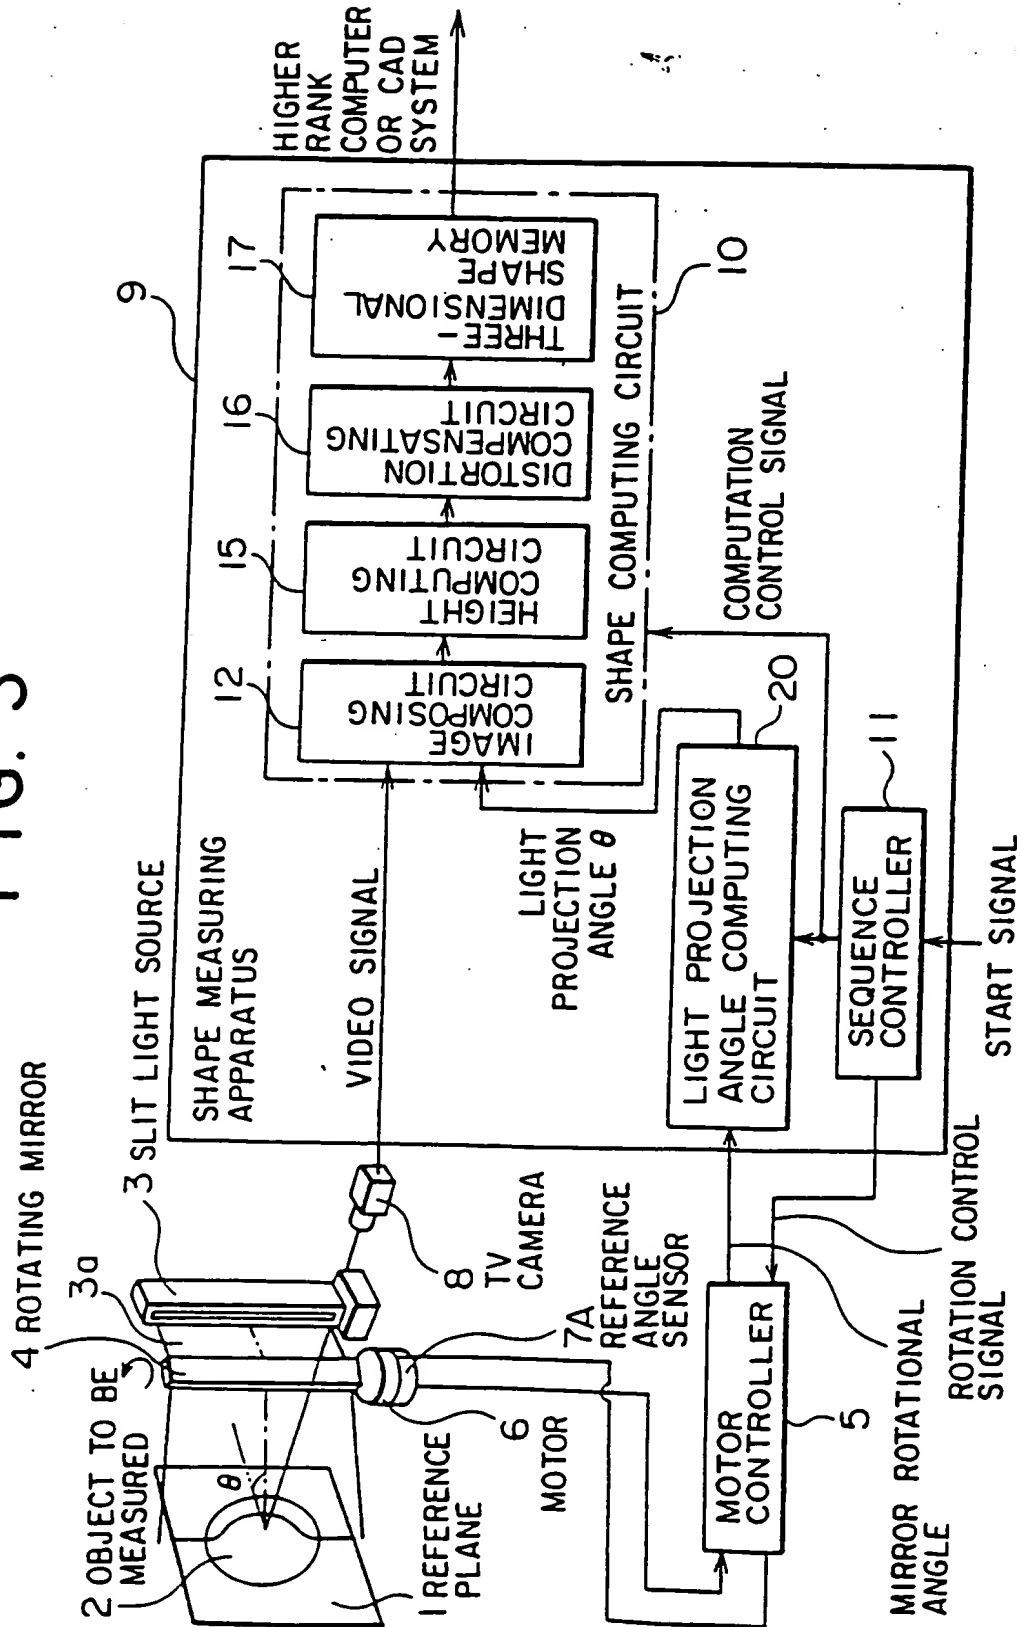 FIG. 3
4 ROTATING MIRROR
3 SLIT LIGHT SOURCE
3a
2 OBJECT TO BE
MEASURED
θ
1 REFERENCE
PLANE
6
MOTOR
7A
REFERENCE
ANGLE
SENSOR
8
TV
CAMERA
VIDEO SIGNAL
9
SHAPE MEASURING
APPARATUS
12
IMAGE
COMPOSING
CIRCUIT
15
HEIGHT
COMPUTING
CIRCUIT
16
DISTORTION
COMPENSATING
CIRCUIT
17
THREE-
DIMENSIONAL
SHAPE
MEMORY
HIGHER
RANK
COMPUTER
OR CAD
SYSTEM
SHAPE COMPUTING CIRCUIT
10
LIGHT
PROJECTION
ANGLE θ
LIGHT PROJECTION
ANGLE COMPUTING
CIRCUIT
20
COMPUTATION
CONTROL SIGNAL
SEQUENCE
CONTROLLER
11
START SIGNAL
MOTOR
CONTROLLER
5
MIRROR ROTATIONAL
ANGLE
ROTATION CONTROL
SIGNAL